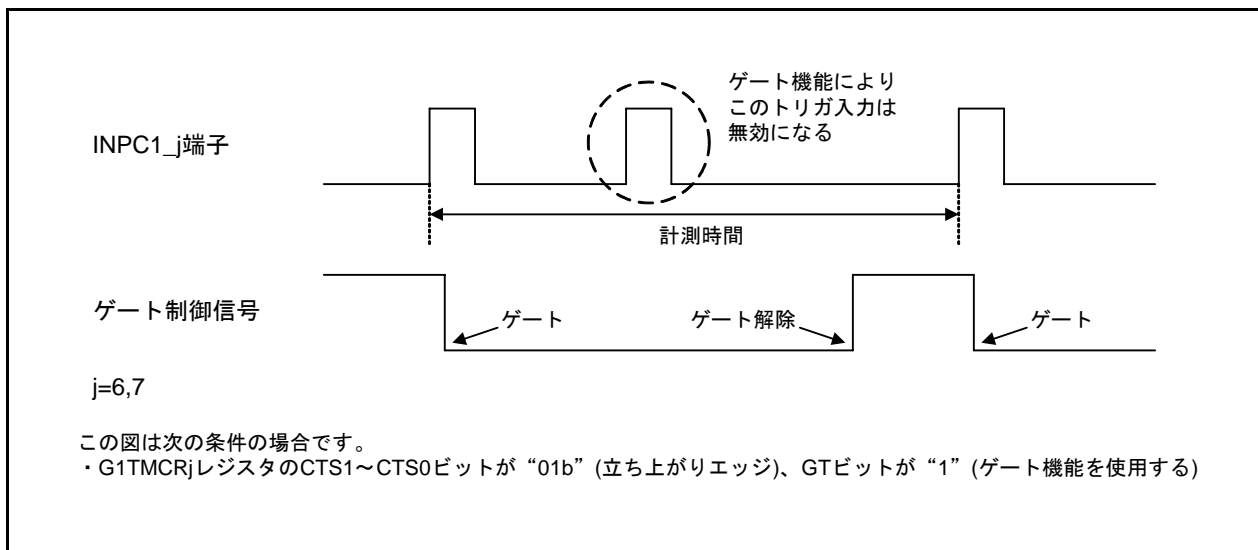 ゲート機能により
このトリガ入力は
無効になる
INPC1_j端子
計測時間
ゲート制御信号
ゲート
ゲート解除
ゲート
j=6,7
この図は次の条件の場合です。
・G1TMCRjレジスタのCTS1～CTS0ビットが“01b”(立ち上がりエッジ)、GTビットが“1”(ゲート機能を使用する)